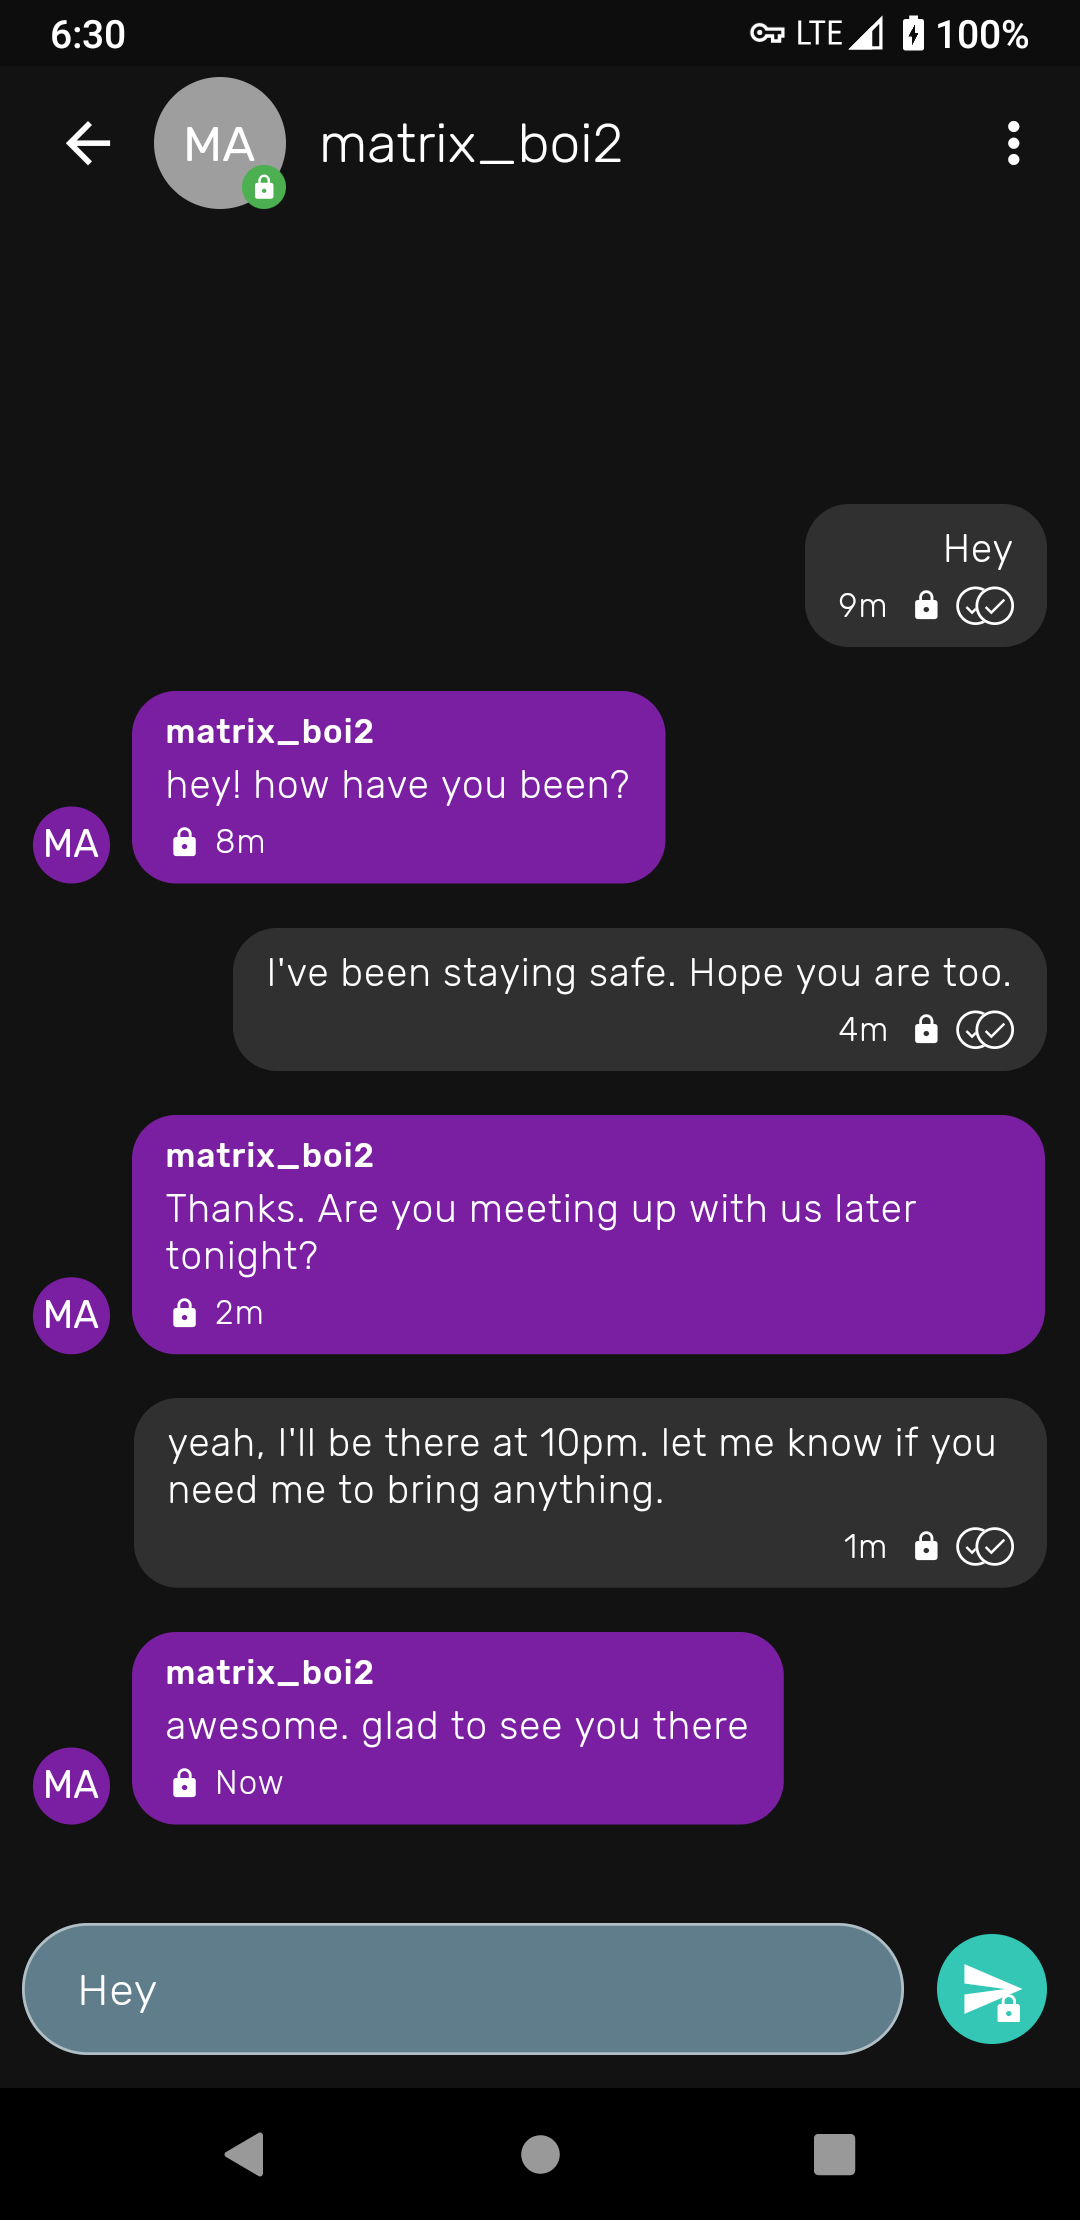 6:30 LTE 100%
MA matrix_boi2
Hey
9m
matrix_boi2
hey! how have you been?
MA 8m
I've been staying safe. Hope you are too.
4m
matrix_boi2
Thanks. Are you meeting up with us later
tonight?
MA 2m
yeah, I'll be there at 10pm. let me know if you
need me to bring anything.
1m
matrix_boi2
awesome. glad to see you there
MA Now
Hey